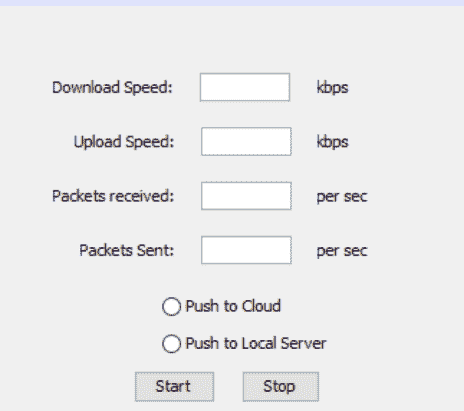 Download Speed: kbps
Upload Speed: kbps
Packets received: per sec
Packets Sent: per sec
Push to Cloud
Push to Local Server
Start Stop